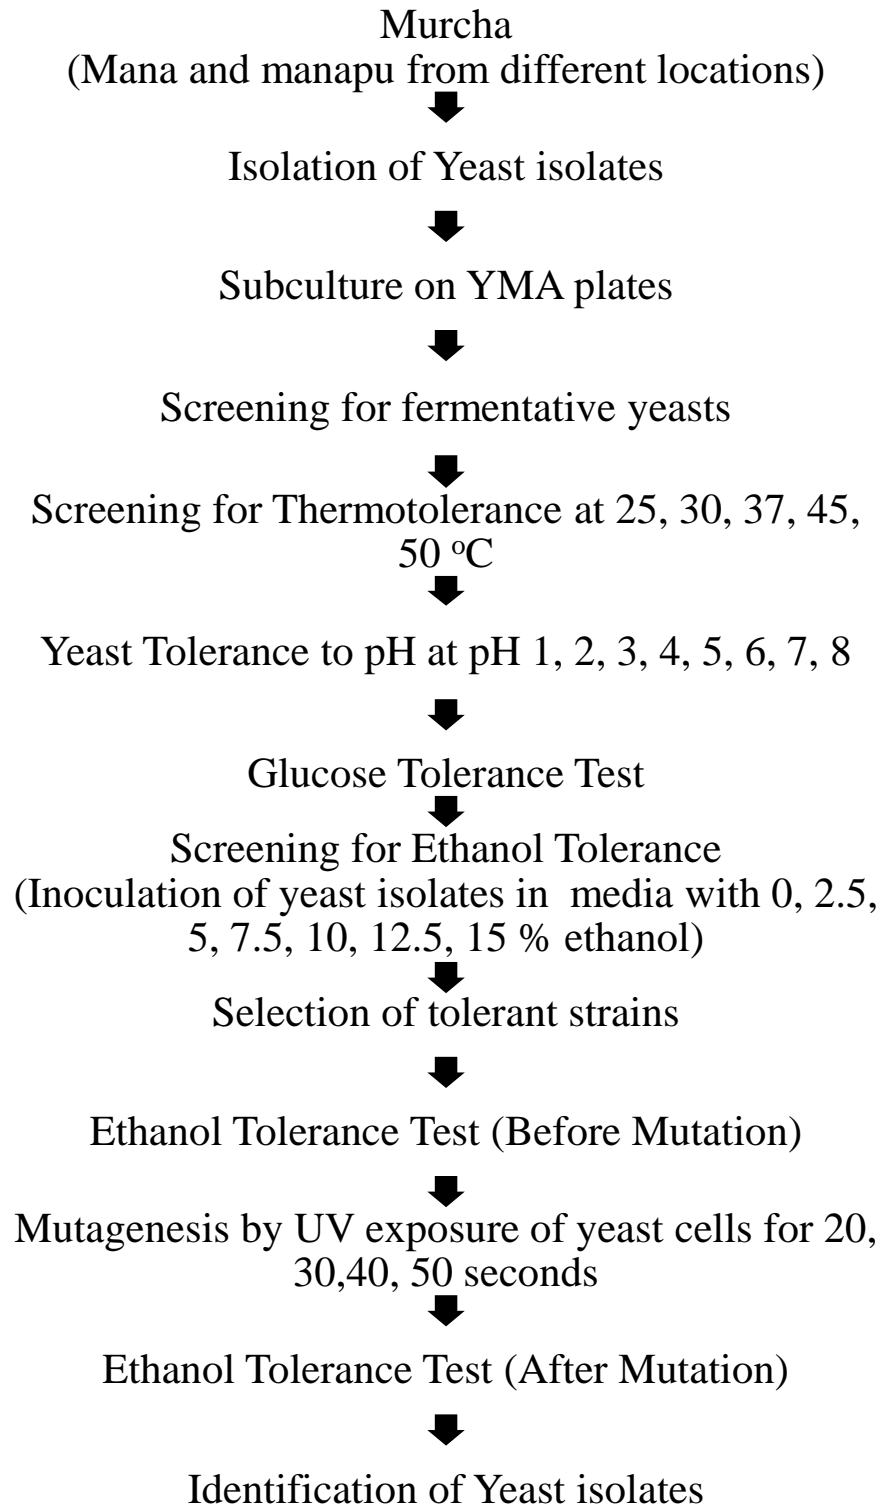 Murcha
(Mana and manapu from different locations)
Isolation of Yeast isolates
Subculture on YMA plates
Screening for fermentative yeasts
Screening for Thermotolerance at 25, 30, 37, 45,
50 ᵒC
Yeast Tolerance to pH at pH 1, 2, 3, 4, 5, 6, 7, 8
Glucose Tolerance Test
Screening for Ethanol Tolerance
(Inoculation of yeast isolates in media with 0, 2.5,
5, 7.5, 10, 12.5, 15 % ethanol)
Selection of tolerant strains
Ethanol Tolerance Test (Before Mutation)
Mutagenesis by UV exposure of yeast cells for 20,
30,40, 50 seconds
Ethanol Tolerance Test (After Mutation)
Identification of Yeast isolates